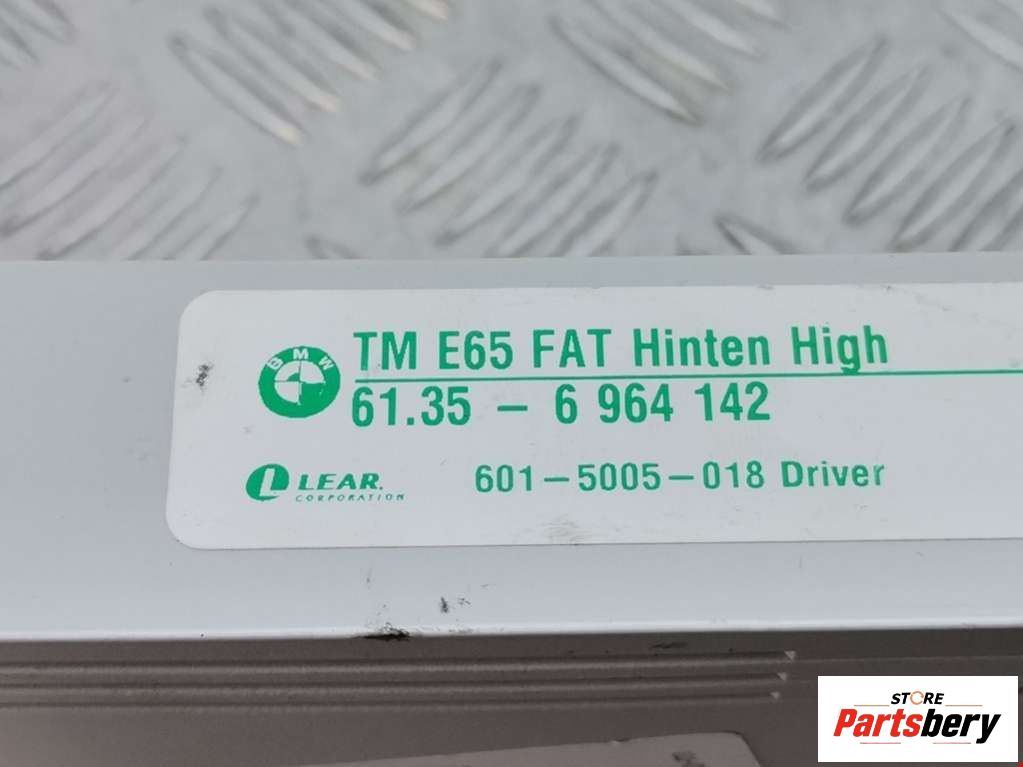 BMW
TM E65 FAT Hinten High
61.35 – 6 964 142
LEAR.
CORPORATION
601–5005–018 Driver
STORE
Partsbery